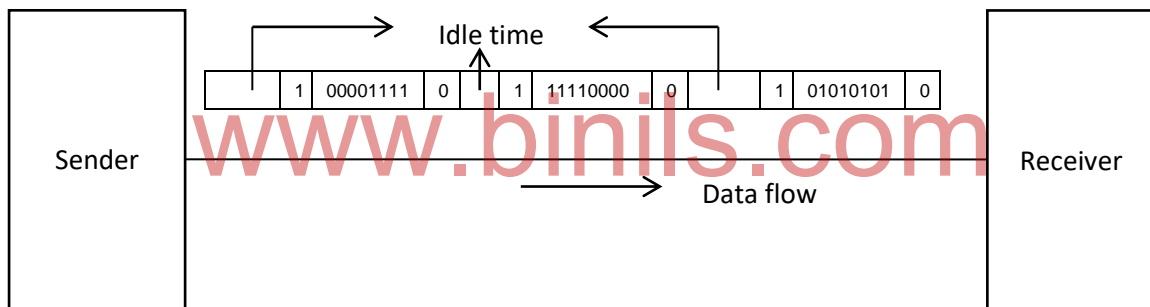 Idle time
1 00001111 0 1 11110000 0 1 01010101 0
www.binils.com
Sender
Receiver
Data flow